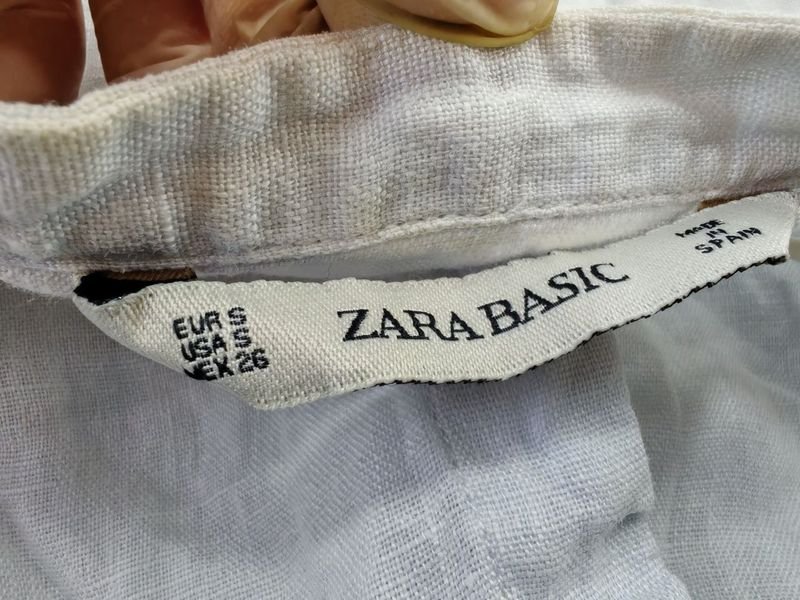 EUR S
USA S
MEX 26
ZARA BASIC
MADE
IN
SPAIN